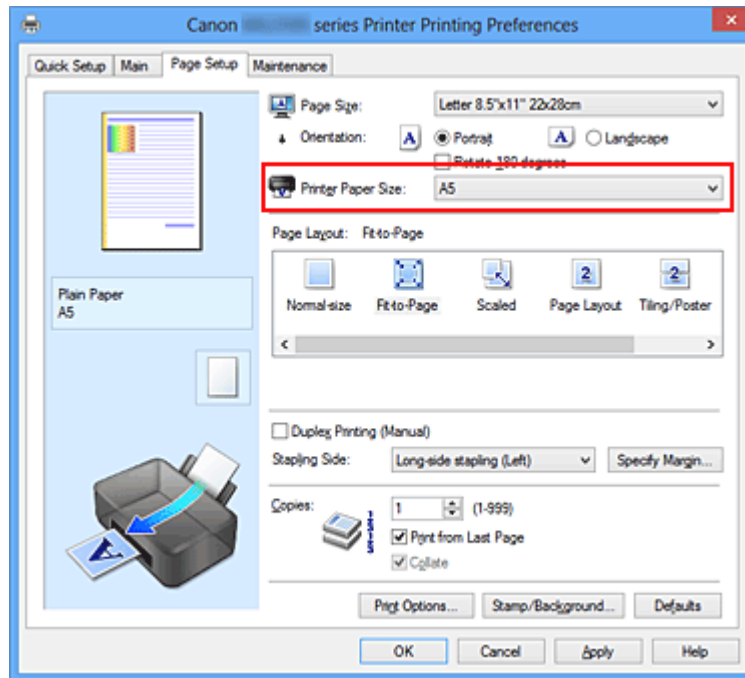 Canon series Printer Printing Preferences
Quick Setup Main Page Setup Maintenance
Page Size: Letter 8.5"x11" 22x28cm
Orientation: A Portrait A Landscape
Rotate 180 degrees
Printer Paper Size: A5
Page Layout: Fit-to-Page
Normal-size Fit-to-Page Scaled Page Layout Tiling/Poster
Plain Paper
A5
Duplex Printing (Manual)
Stapling Side: Long-side stapling (Left) Specify Margin...
Copies: 1 (1-999)
Print from Last Page
Collate
Print Options... Stamp/Background... Defaults
OK Cancel Apply Help